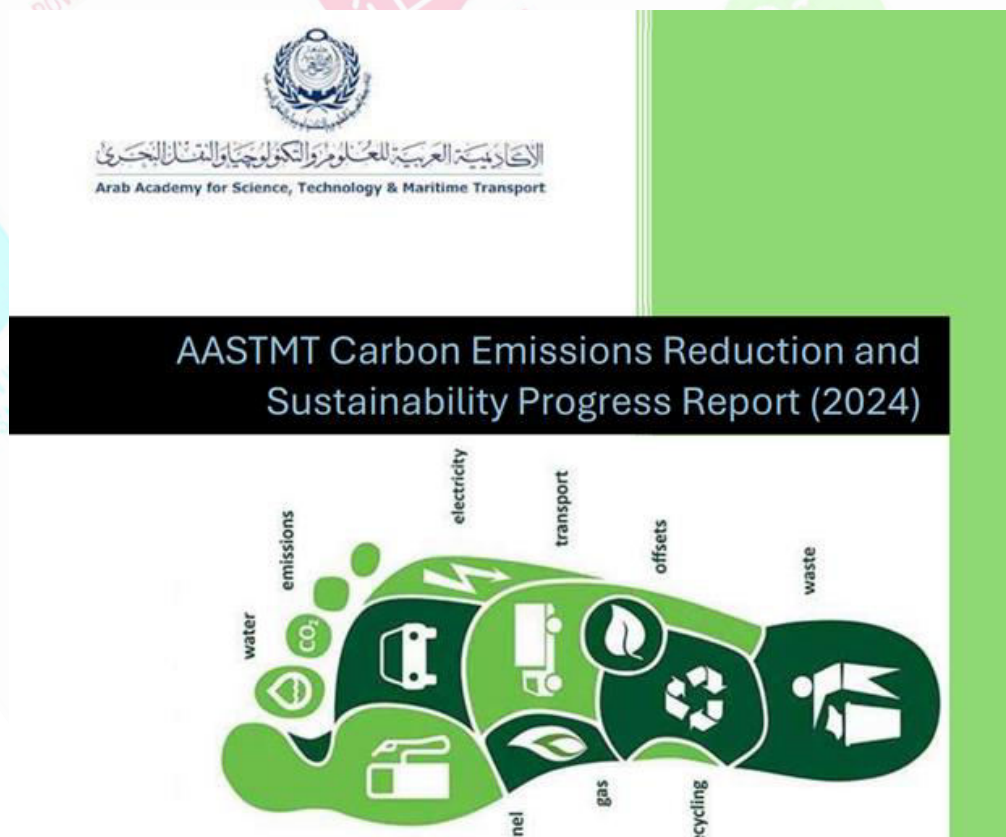 الأكاديمية العربية للعلوم والتكنولوجيا والنقل البحري
Arab Academy for Science, Technology & Maritime Transport
AASTMT Carbon Emissions Reduction and
Sustainability Progress Report (2024)
water
emissions
electricity
transport
offsets
waste
CO₂
gas